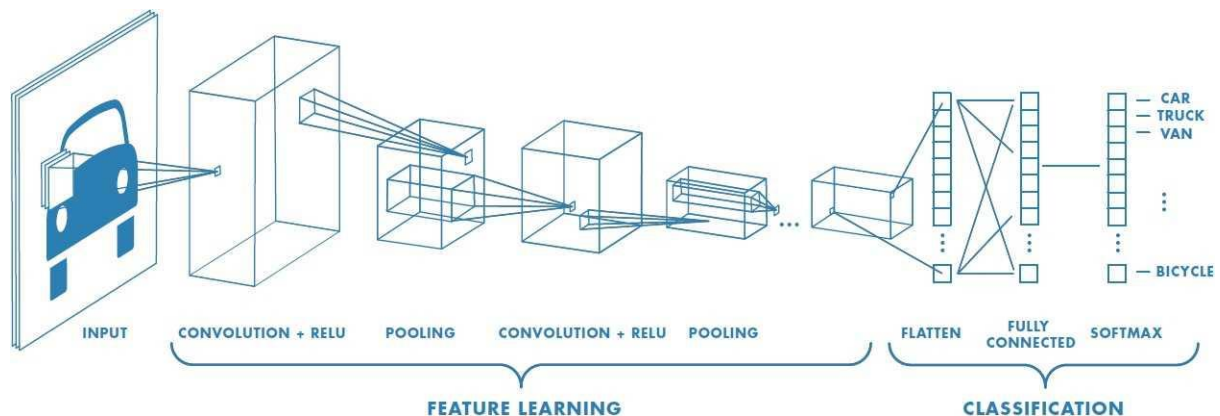 CAR
TRUCK
VAN
BICYCLE
INPUT
CONVOLUTION + RELU
POOLING
CONVOLUTION + RELU
POOLING
FLATTEN
FULLY
CONNECTED
SOFTMAX
FEATURE LEARNING
CLASSIFICATION